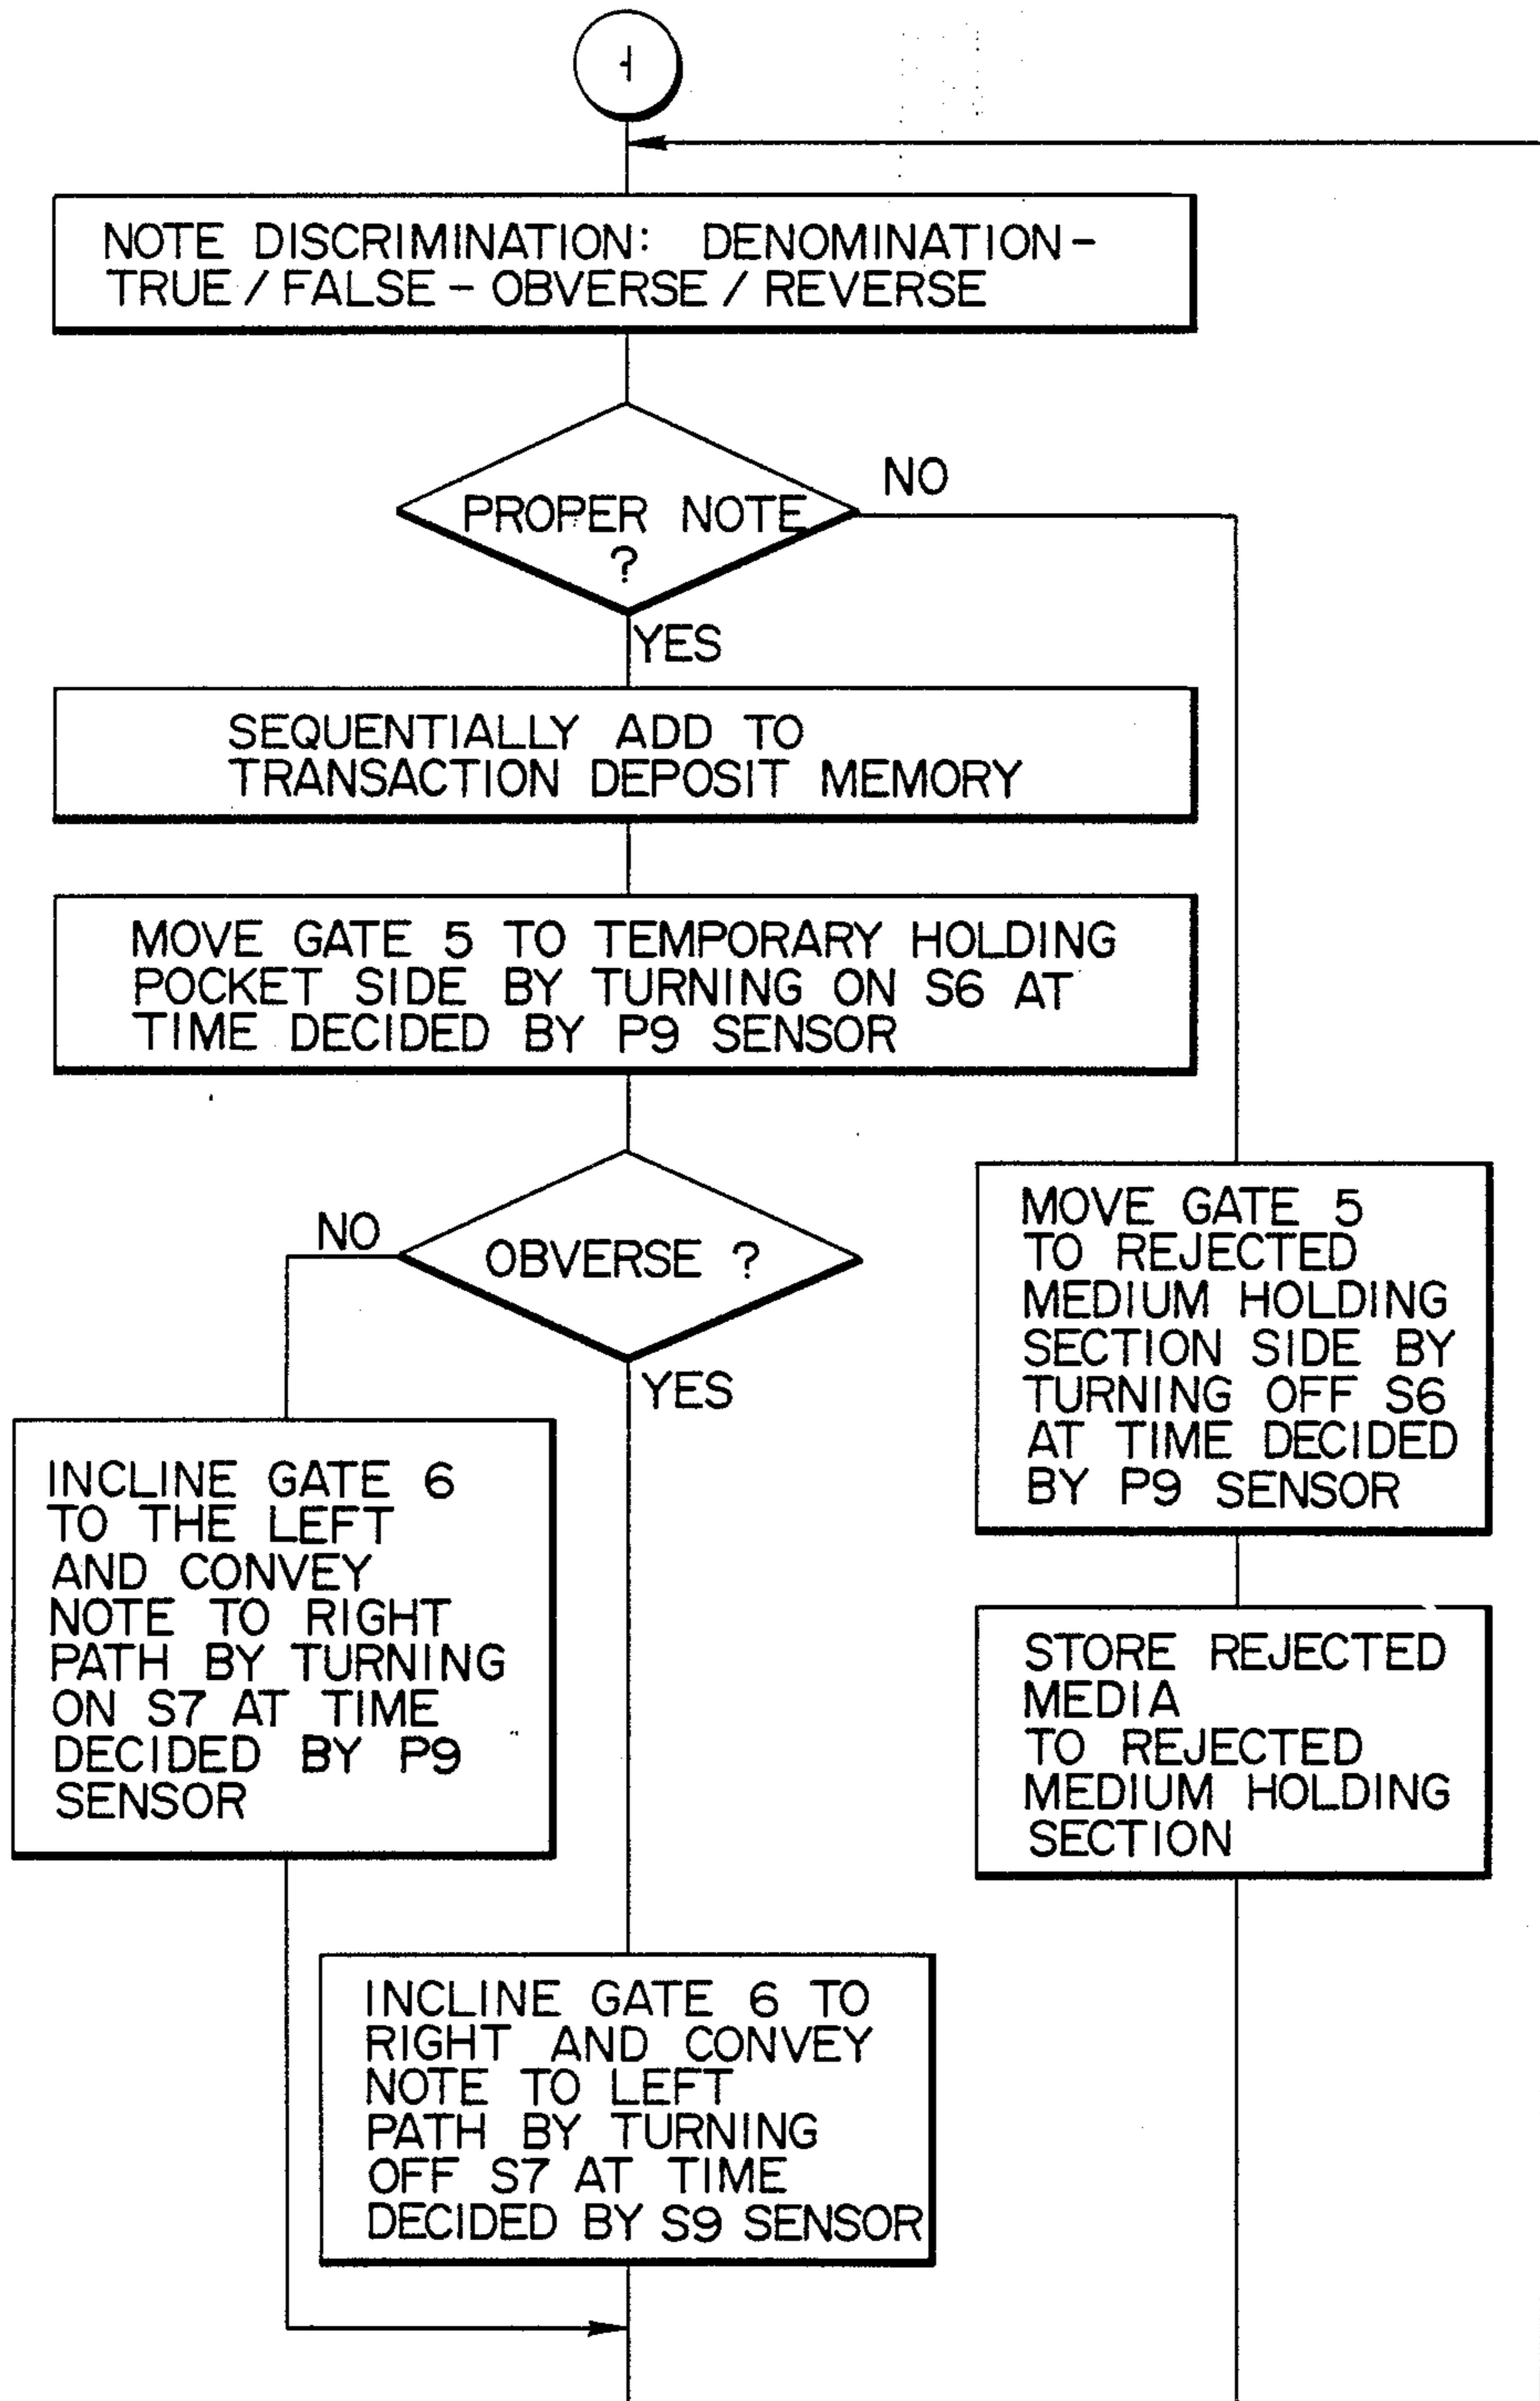 NOTE DISCRIMINATION: DENOMINATION-
TRUE / FALSE - OBVERSE / REVERSE
PROPER NOTE
?
NO
YES
SEQUENTIALLY ADD TO
TRANSACTION DEPOSIT MEMORY
MOVE GATE 5 TO TEMPORARY HOLDING
POCKET SIDE BY TURNING ON S6 AT
TIME DECIDED BY P9 SENSOR
OBVERSE ?
NO
YES
MOVE GATE 5
TO REJECTED
MEDIUM HOLDING
SECTION SIDE BY
TURNING OFF S6
AT TIME DECIDED
BY P9 SENSOR
INCLINE GATE 6
TO THE LEFT
AND CONVEY
NOTE TO RIGHT
PATH BY TURNING
ON S7 AT TIME
DECIDED BY P9
SENSOR
STORE REJECTED
MEDIA
TO REJECTED
MEDIUM HOLDING
SECTION
INCLINE GATE 6 TO
RIGHT AND CONVEY
NOTE TO LEFT
PATH BY TURNING
OFF S7 AT TIME
DECIDED BY S9 SENSOR